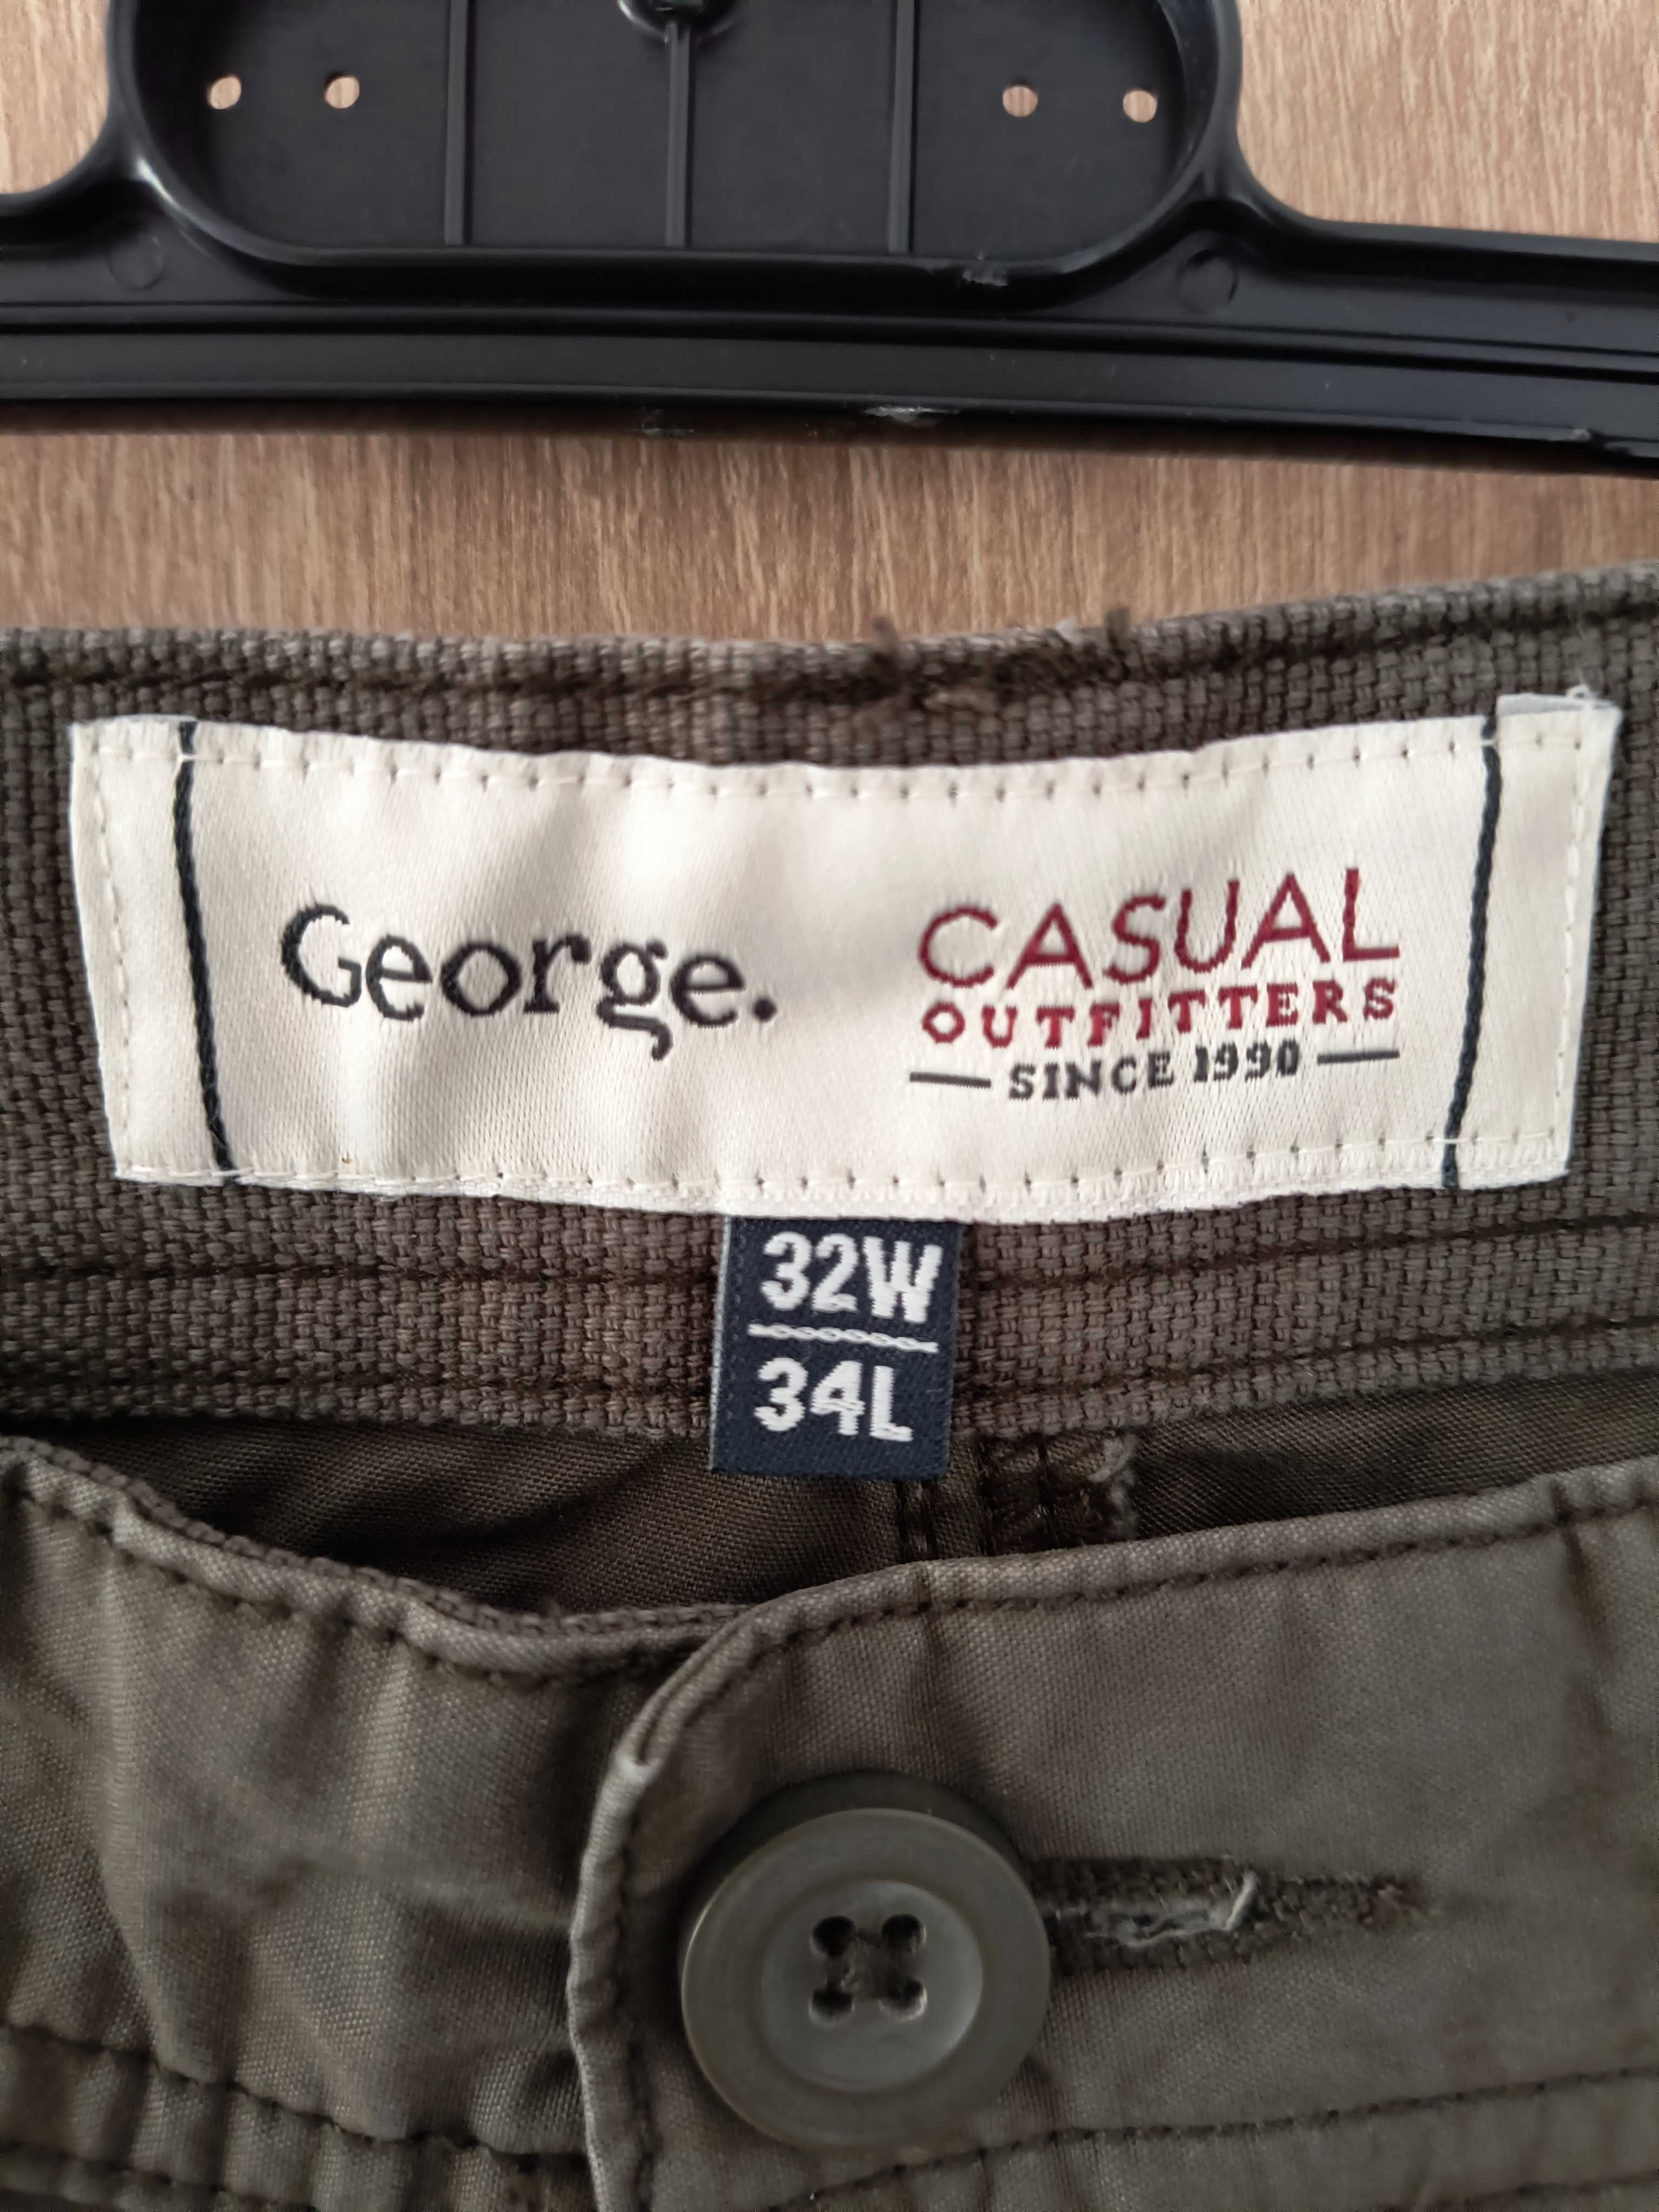 George.
CASUAL
OUTFITTERS
SINCE 1990
32W
34L